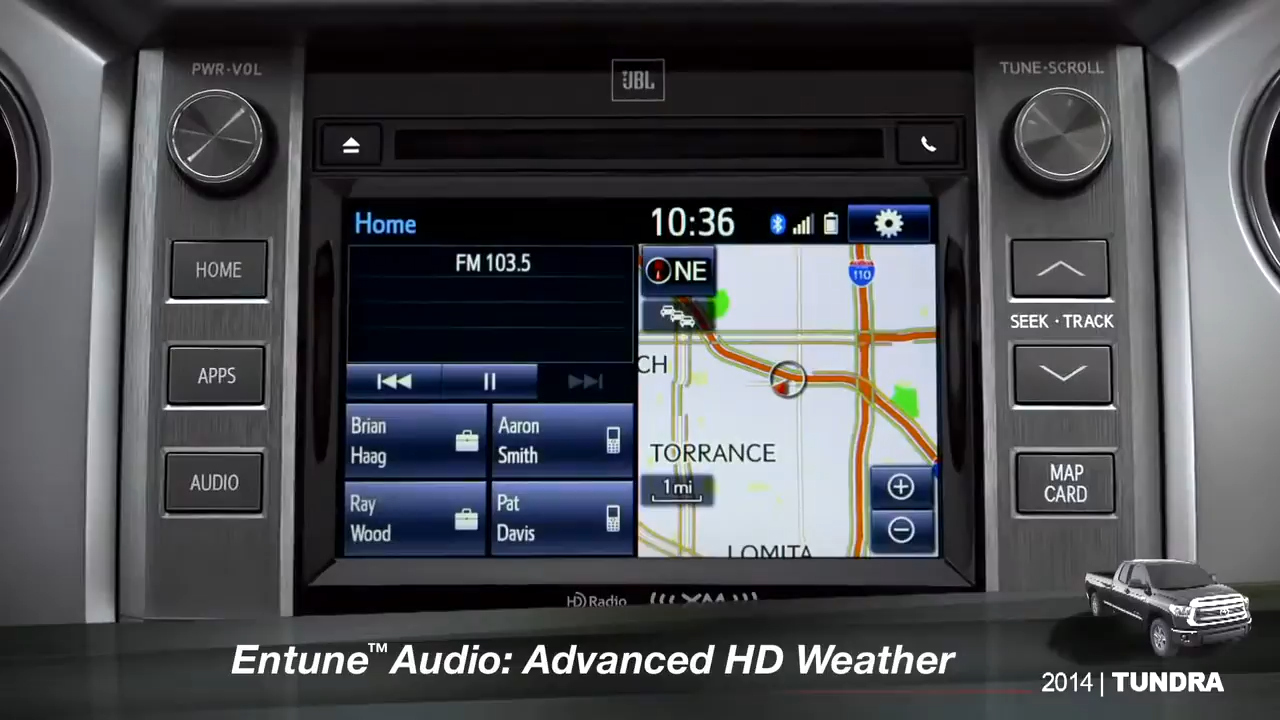 PWR·VOL
JBL
TUNE·SCROLL
Home
10:36
HOME
FM 103.5
NE
110
SEEK · TRACK
CH
APPS
Brian
Haag
Aaron
Smith
TORRANCE
1 mi
AUDIO
MAP
CARD
Ray
Wood
Pat
Davis
LOMITA
HD Radio
XM
Entune™ Audio: Advanced HD Weather
2014 | TUNDRA